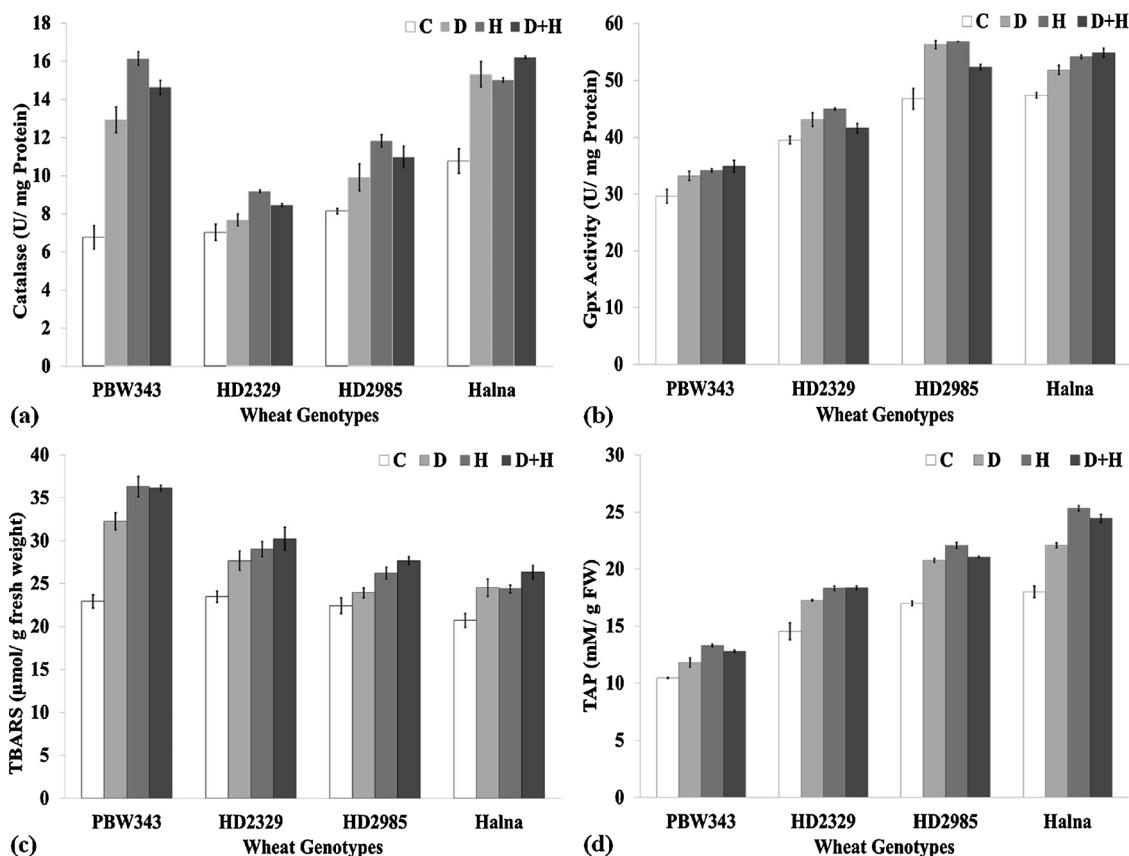 C D H D+H
18
16
14
12
10
8
6
4
2
0
Catalase (U/ mg Protein)
PBW343 HD2329 HD2985 Halna
Wheat Genotypes
(a)
C D H D+H
60
50
40
30
20
10
0
Gpx Activity (U/ mg Protein)
PBW343 HD2329 HD2985 Halna
Wheat Genotypes
(b)
C D H D+H
40
35
30
25
20
15
10
5
0
TBARS (μmol/ g fresh weight)
PBW343 HD2329 HD2985 Halna
Wheat Genotypes
(c)
C D H D+H
30
25
20
15
10
5
0
TAP (mM/ g FW)
PBW343 HD2329 HD2985 Halna
Wheat Genotypes
(d)